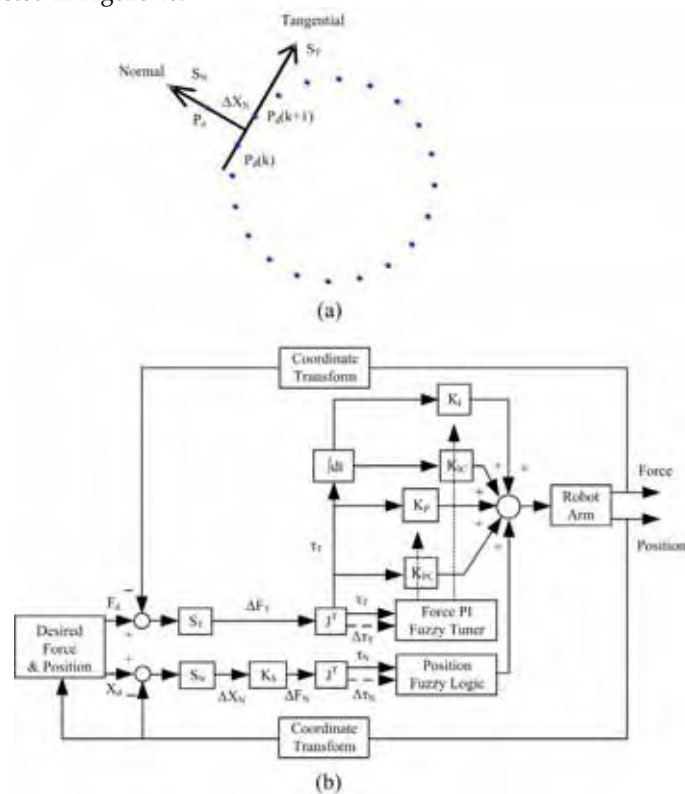 Tangential
S_T
Normal
S_N
ΔX_N
P_a
P_d(k+1)
P_d(k)
(a)
Coordinate
Transform
K_I
∫dt
K_IC
Force
K_P
Robot
Arm
Position
τ_T
K_PC
F_d
−
S_T
ΔF_T
J^T
τ_T
Δτ_T
Force PI
Fuzzy Tuner
Desired
Force
& Position
+
+
+
+
+
+
+
X_d
−
S_N
ΔX_N
K_S
ΔF_N
J^T
τ_N
Δτ_N
Position
Fuzzy Logic
Coordinate
Transform
(b)